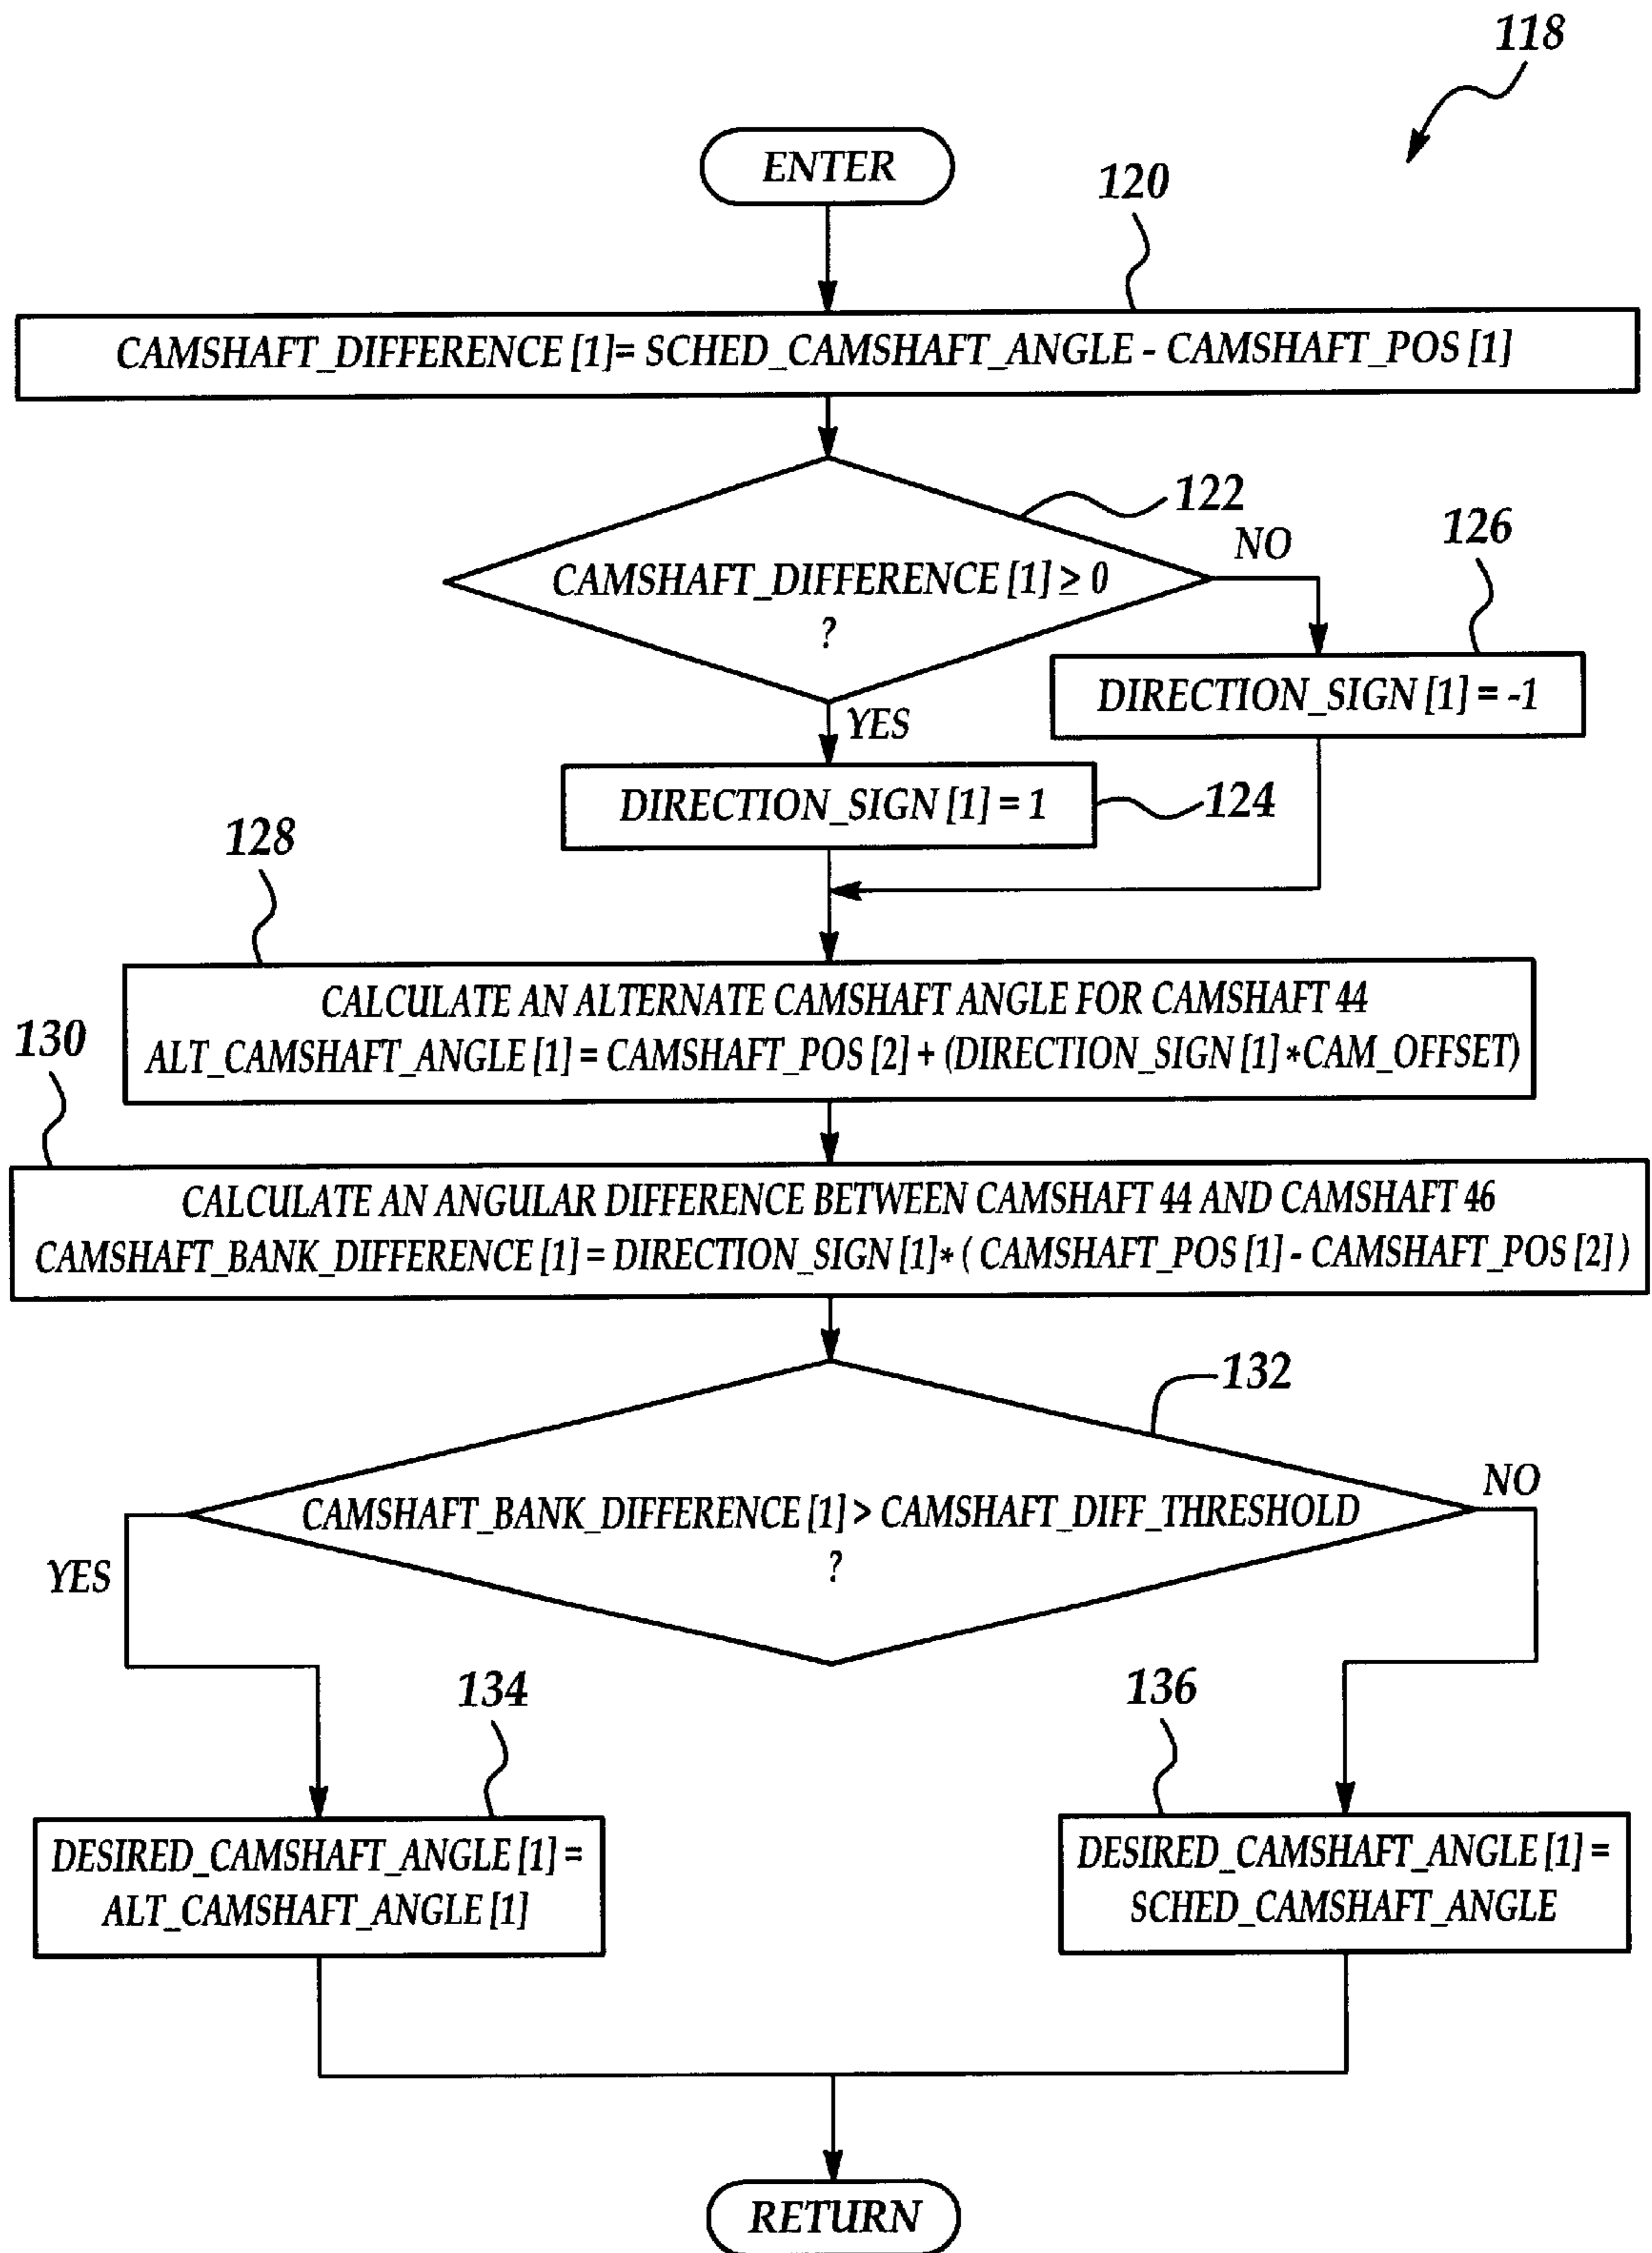 118
ENTER
120
CAMSHAFT_DIFFERENCE [1]= SCHED_CAMSHAFT_ANGLE - CAMSHAFT_POS [1]
122
CAMSHAFT_DIFFERENCE [1] ≥ 0
?
NO
126
DIRECTION_SIGN [1] = -1
YES
DIRECTION_SIGN [1] = 1
124
128
CALCULATE AN ALTERNATE CAMSHAFT ANGLE FOR CAMSHAFT 44
ALT_CAMSHAFT_ANGLE [1] = CAMSHAFT_POS [2] + (DIRECTION_SIGN [1] *CAM_OFFSET)
130
CALCULATE AN ANGULAR DIFFERENCE BETWEEN CAMSHAFT 44 AND CAMSHAFT 46
CAMSHAFT_BANK_DIFFERENCE [1] = DIRECTION_SIGN [1]* ( CAMSHAFT_POS [1] - CAMSHAFT_POS [2] )
132
CAMSHAFT_BANK_DIFFERENCE [1] > CAMSHAFT_DIFF_THRESHOLD
?
YES
NO
134
DESIRED_CAMSHAFT_ANGLE [1] =
ALT_CAMSHAFT_ANGLE [1]
136
DESIRED_CAMSHAFT_ANGLE [1] =
SCHED_CAMSHAFT_ANGLE
RETURN